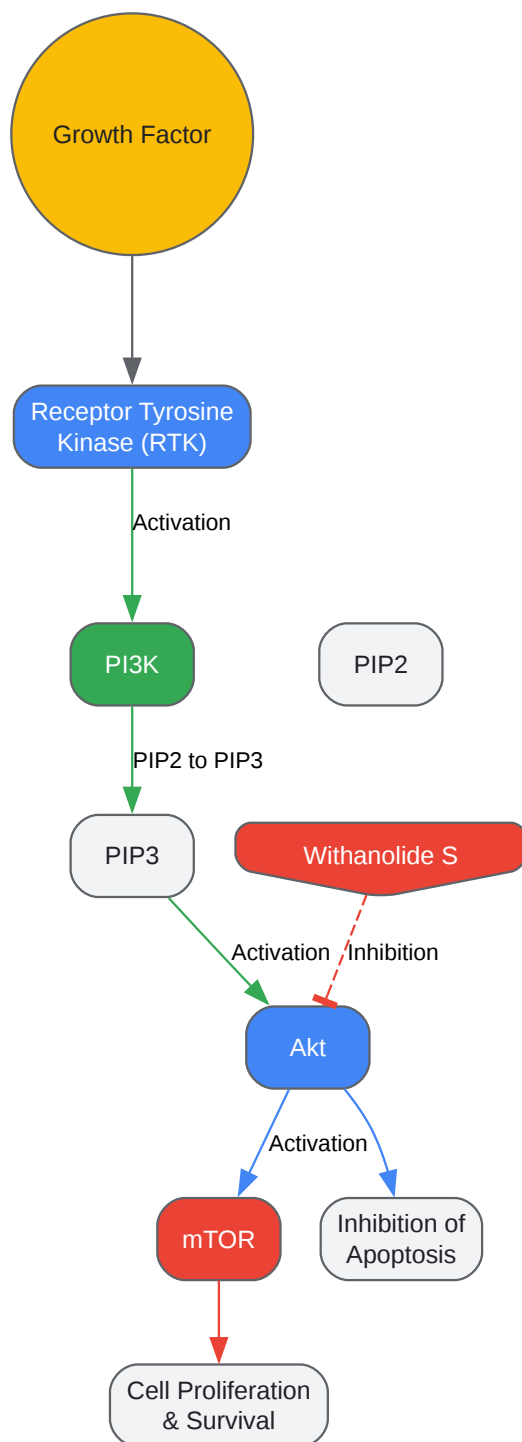 Growth Factor
Receptor Tyrosine
Kinase (RTK)
Activation
PI3K
PIP2
PIP2 to PIP3
PIP3
Withanolide S
Activation
Inhibition
Akt
Activation
mTOR
Inhibition of
Apoptosis
Cell Proliferation
& Survival